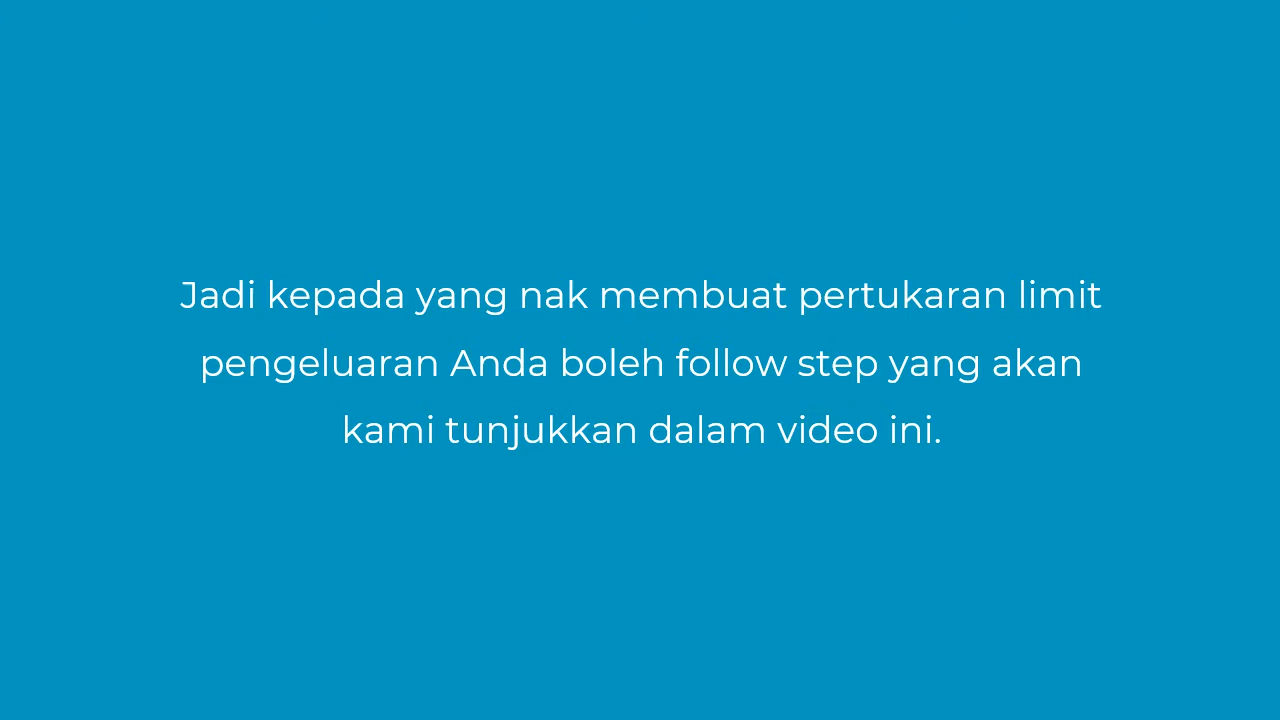 Jadi kepada yang nak membuat pertukaran limit
pengeluaran Anda boleh follow step yang akan
kami tunjukkan dalam video ini.